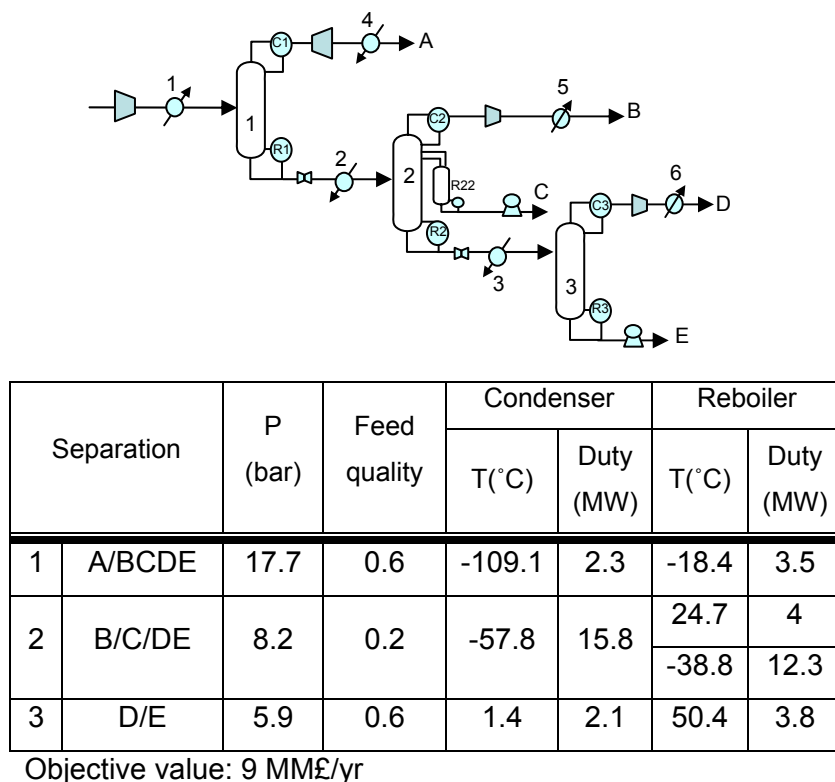 4
C1
A
1
1
R1
2
5
C2
B
2
R22
C
6
R2
C3
D
3
3
R3
E
Separation P (bar) Feed quality Condenser Reboiler
T(˚C) Duty (MW) T(˚C) Duty (MW)
1 A/BCDE 17.7 0.6 -109.1 2.3 -18.4 3.5
2 B/C/DE 8.2 0.2 -57.8 15.8 24.7 4
-38.8 12.3
3 D/E 5.9 0.6 1.4 2.1 50.4 3.8
Objective value: 9 MM£/yr